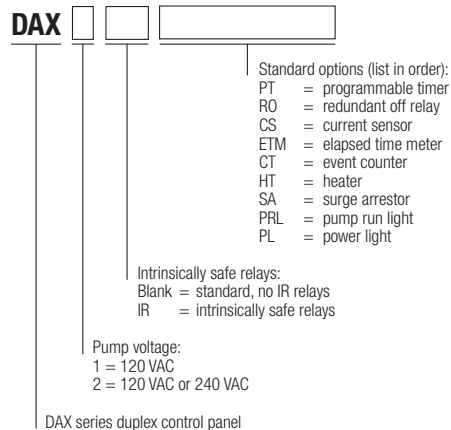 DAX
Standard options (list in order):
PT = programmable timer
RO = redundant off relay
CS = current sensor
ETM = elapsed time meter
CT = event counter
HT = heater
SA = surge arrestor
PRL = pump run light
PL = power light
Intrinsically safe relays:
Blank = standard, no IR relays
IR = intrinsically safe relays
Pump voltage:
1 = 120 VAC
2 = 120 VAC or 240 VAC
DAX series duplex control panel